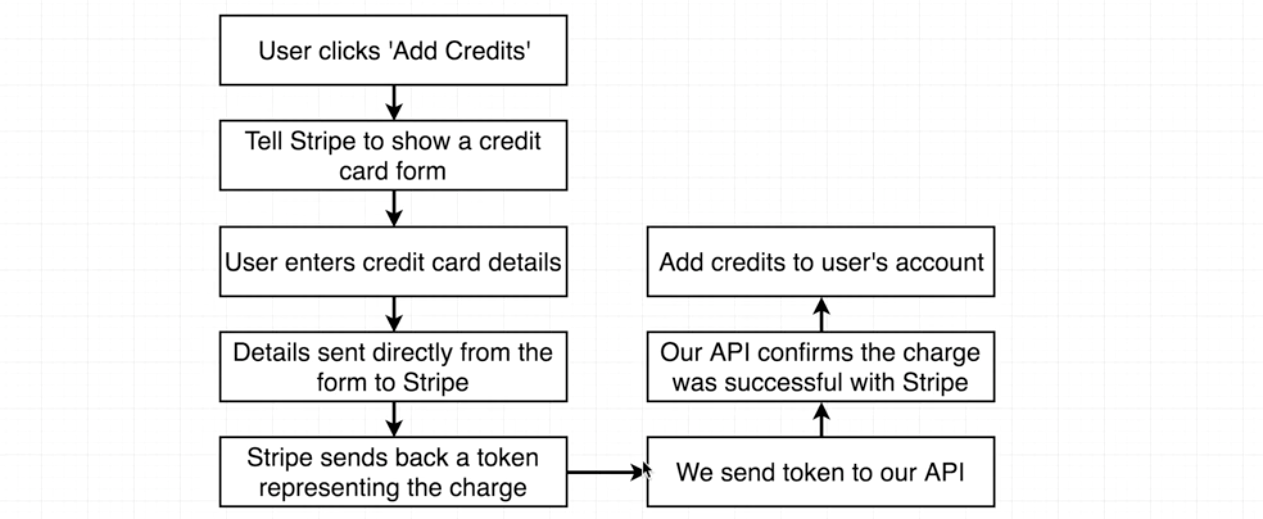 User clicks 'Add Credits'
Tell Stripe to show a credit
card form
User enters credit card details
Details sent directly from the
form to Stripe
Stripe sends back a token
representing the charge
We send token to our API
Our API confirms the charge
was successful with Stripe
Add credits to user's account